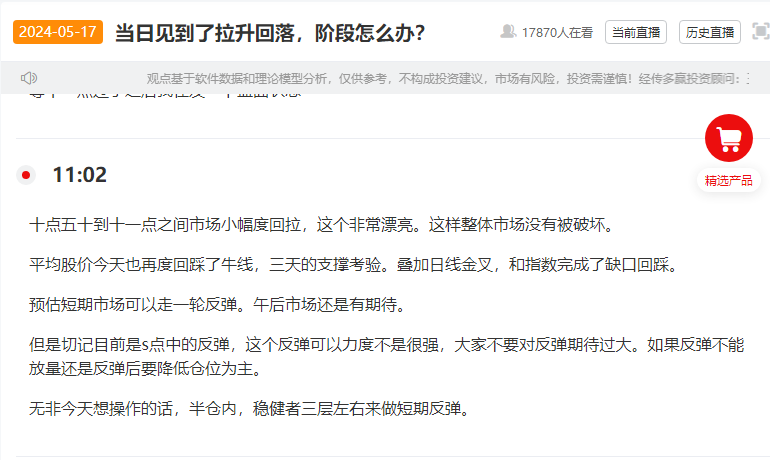 2024-05-17 当日见到了拉升回落，阶段怎么办？ 17870人在看 当前直播 历史直播
观点基于软件数据和理论模型分析，仅供参考，不构成投资建议，市场有风险，投资需谨慎！经传多赢投资顾问：
11:02
精选产品
十点五十到十一点之间市场小幅度回拉，这个非常漂亮。这样整体市场没有被破坏。
平均股价今天也再度回踩了牛线，三天的支撑考验。叠加日线金叉，和指数完成了缺口回踩。
预估短期市场可以走一轮反弹。午后市场还是有期待。
但是切记目前是s点中的反弹，这个反弹可以力度不是很强，大家不要对反弹期待过大。如果反弹不能
放量还是反弹后要降低仓位为主。
无非今天想操作的话，半仓内，稳健者三层左右来做短期反弹。